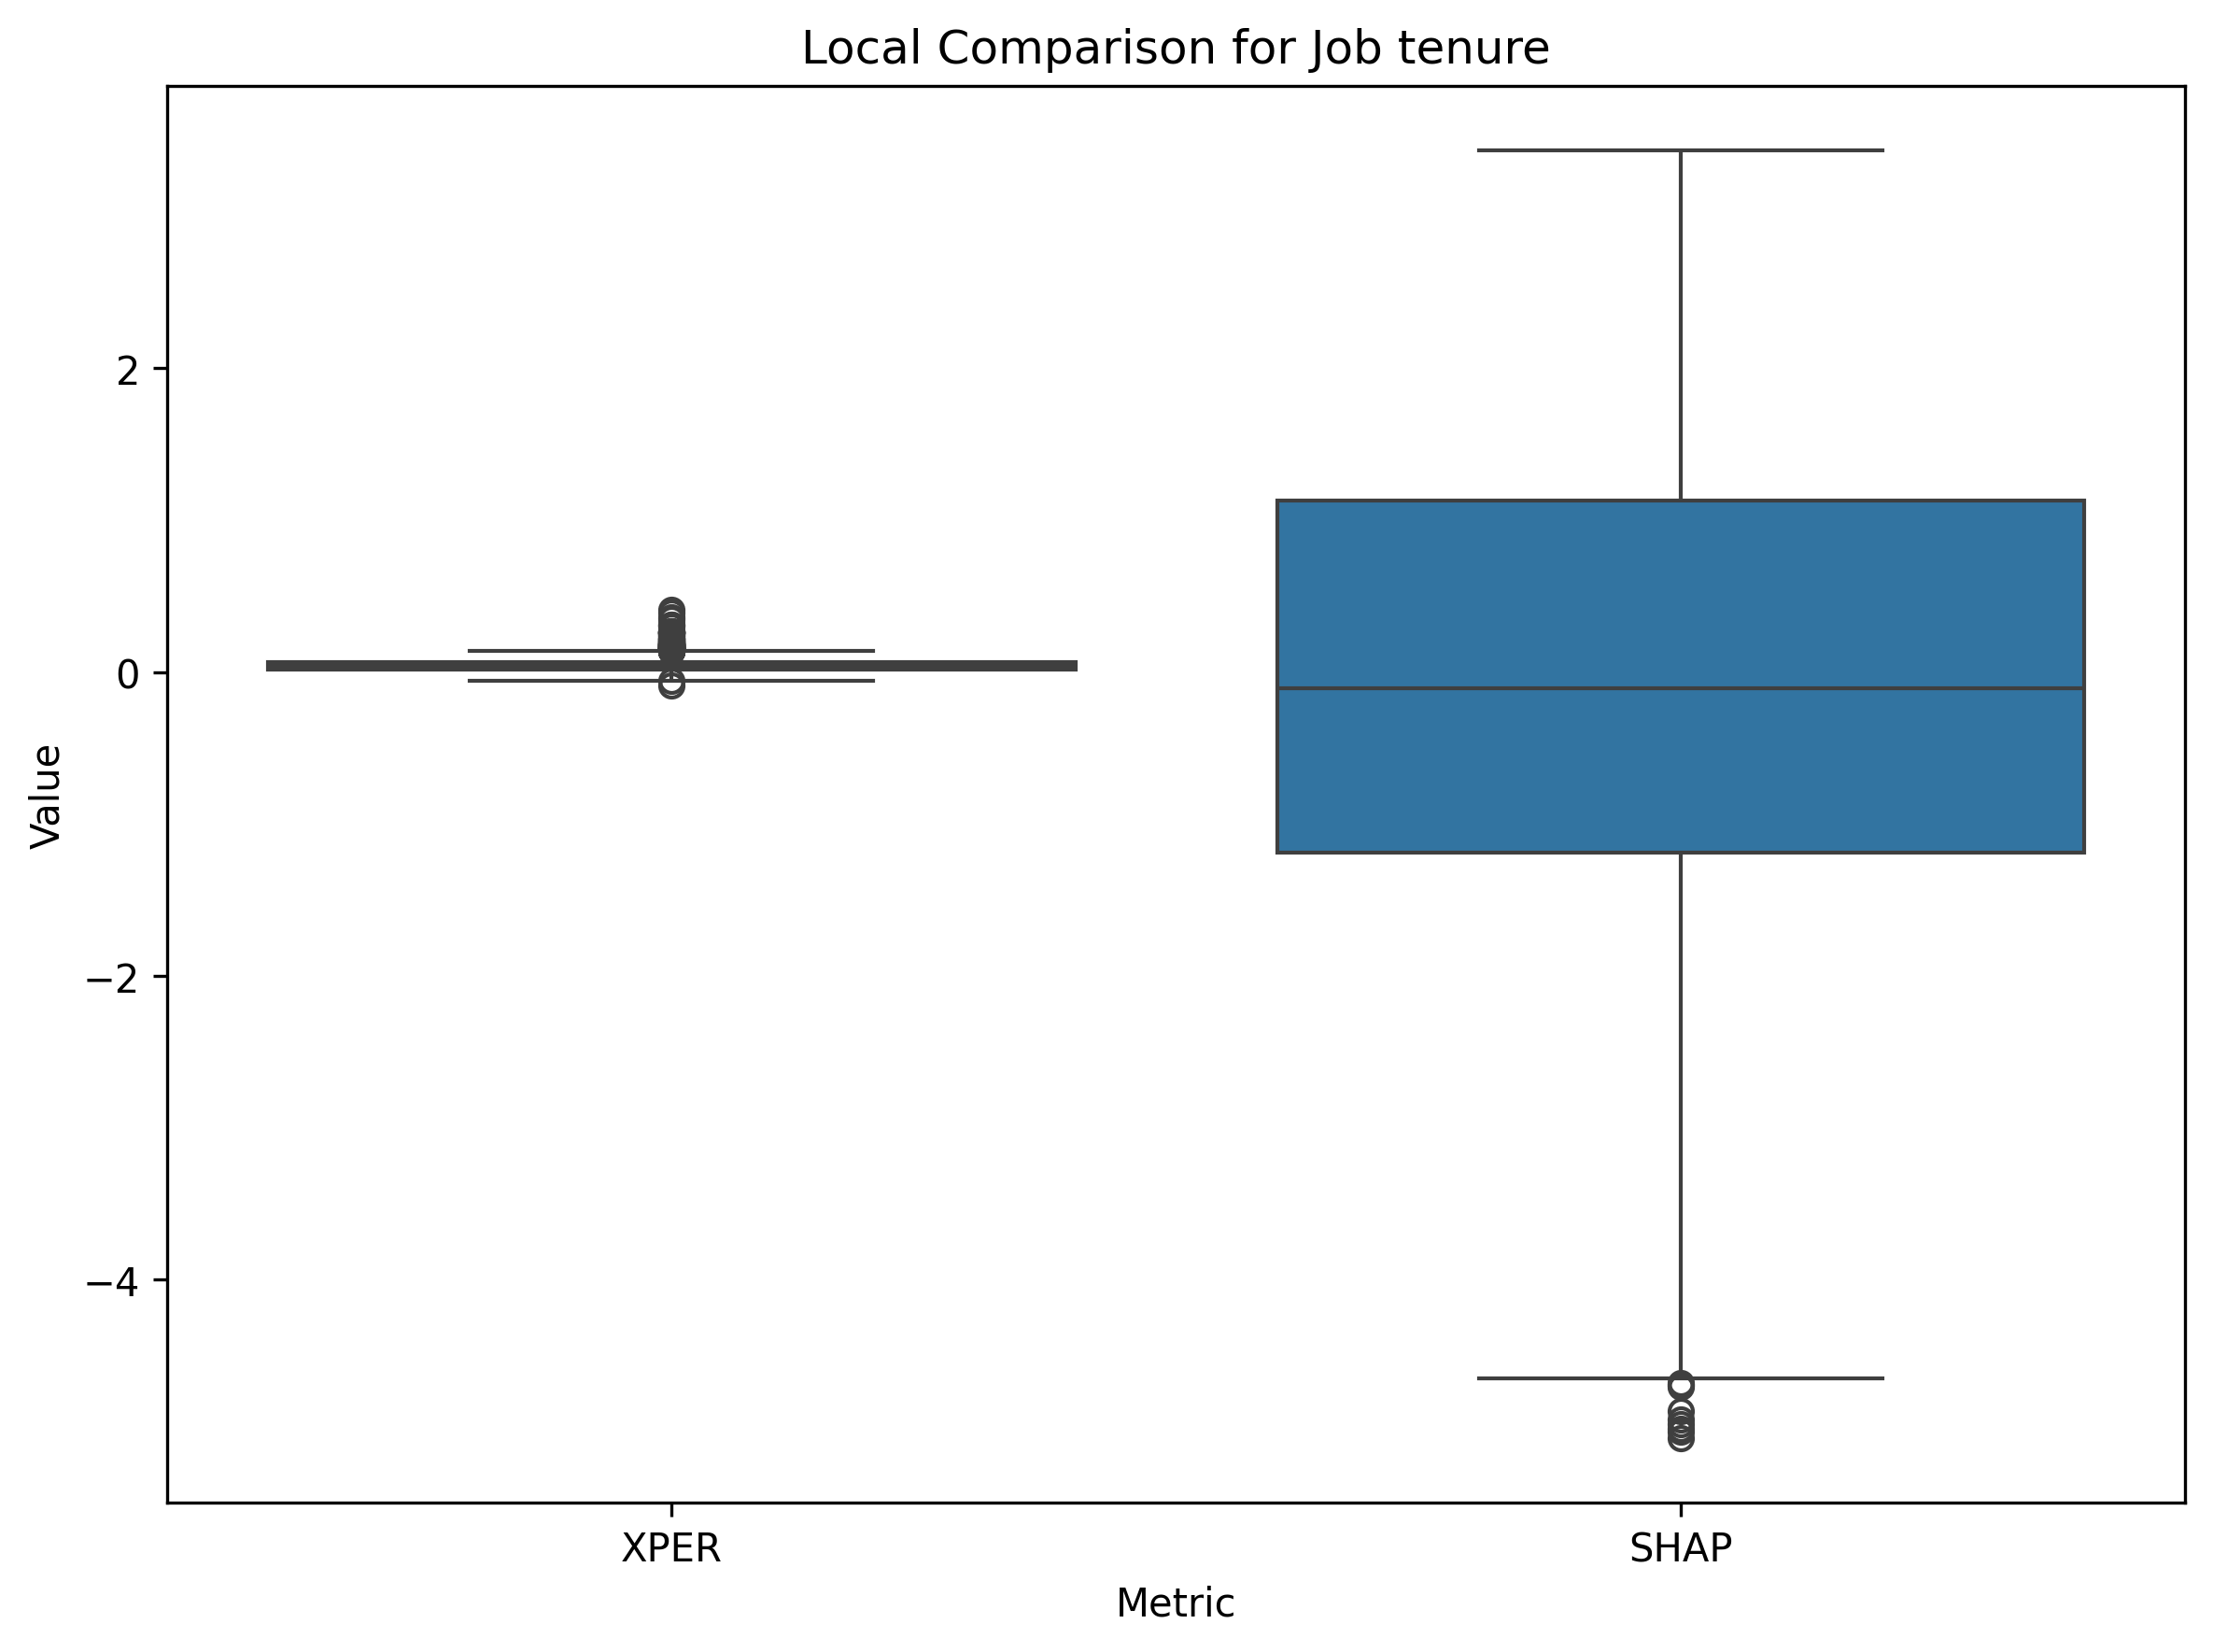 Local Comparison for Job tenure
2
0
−2
−4
Value
XPER
SHAP
Metric